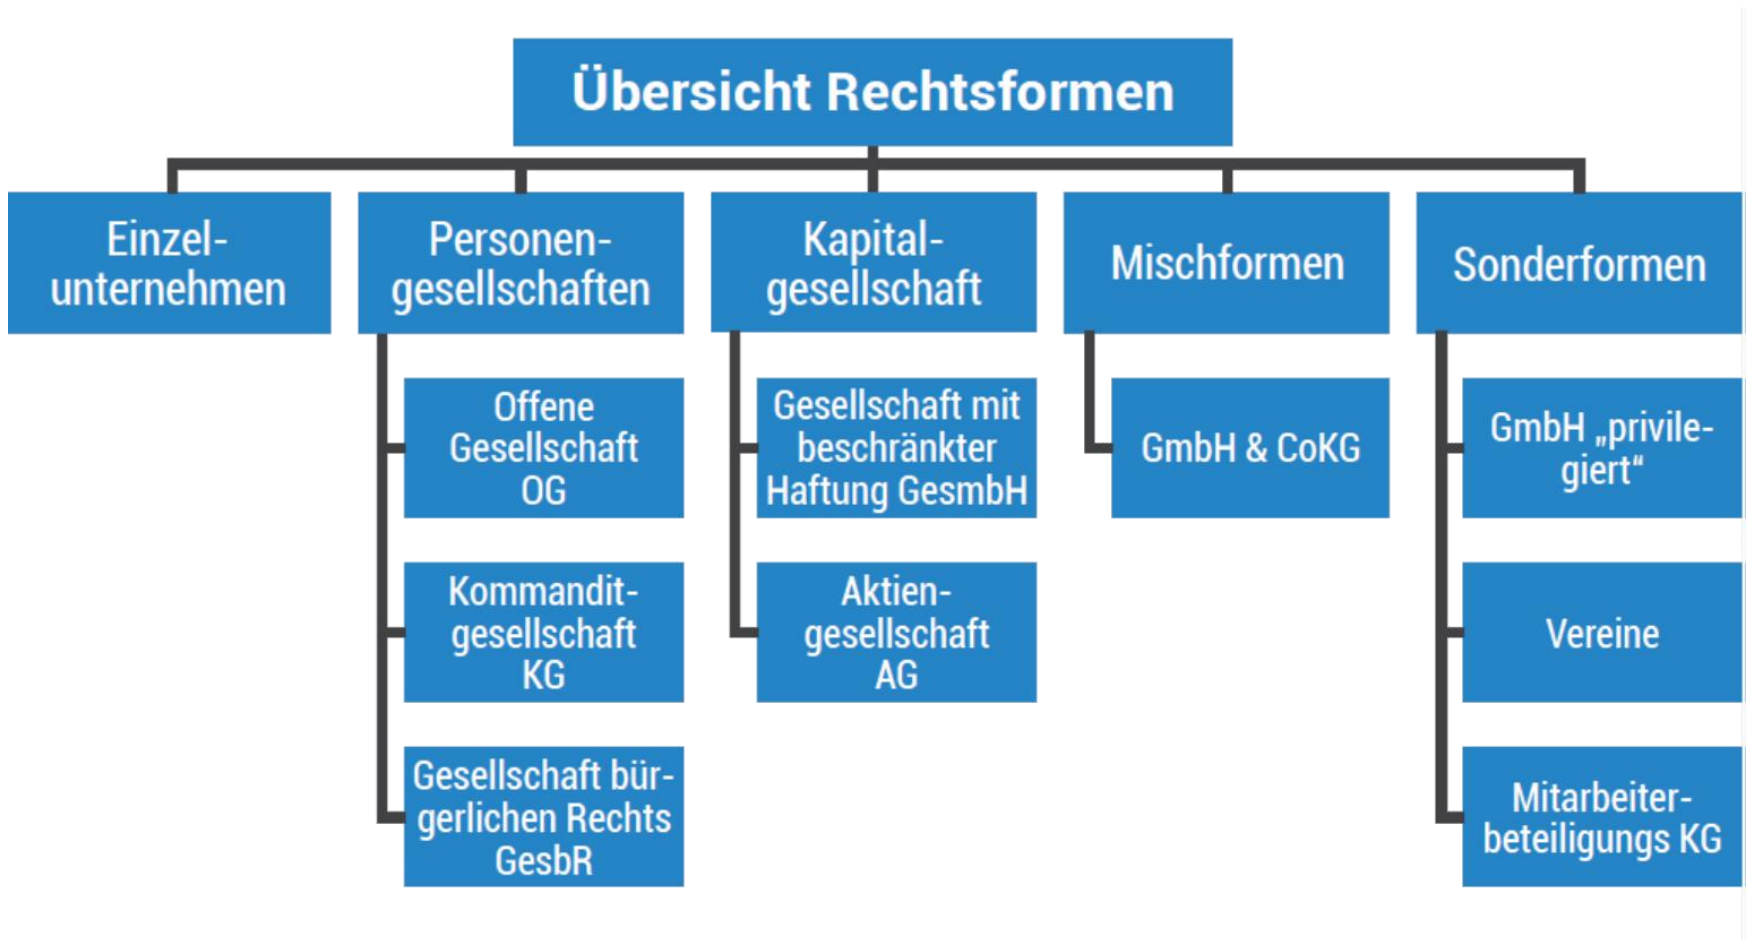 Übersicht Rechtsformen
Einzel-
unternehmen
Personen-
gesellschaften
Offene
Gesellschaft
OG
Kommandit-
gesellschaft
KG
Gesellschaft bür-
gerlichen Rechts
GesbR
Kapital-
gesellschaft
Gesellschaft mit
beschränkter
Haftung GesmbH
Aktien-
gesellschaft
AG
Mischformen
GmbH & CoKG
Sonderformen
GmbH „privile-
giert“
Vereine
Mitarbeiter-
beteiligungs KG